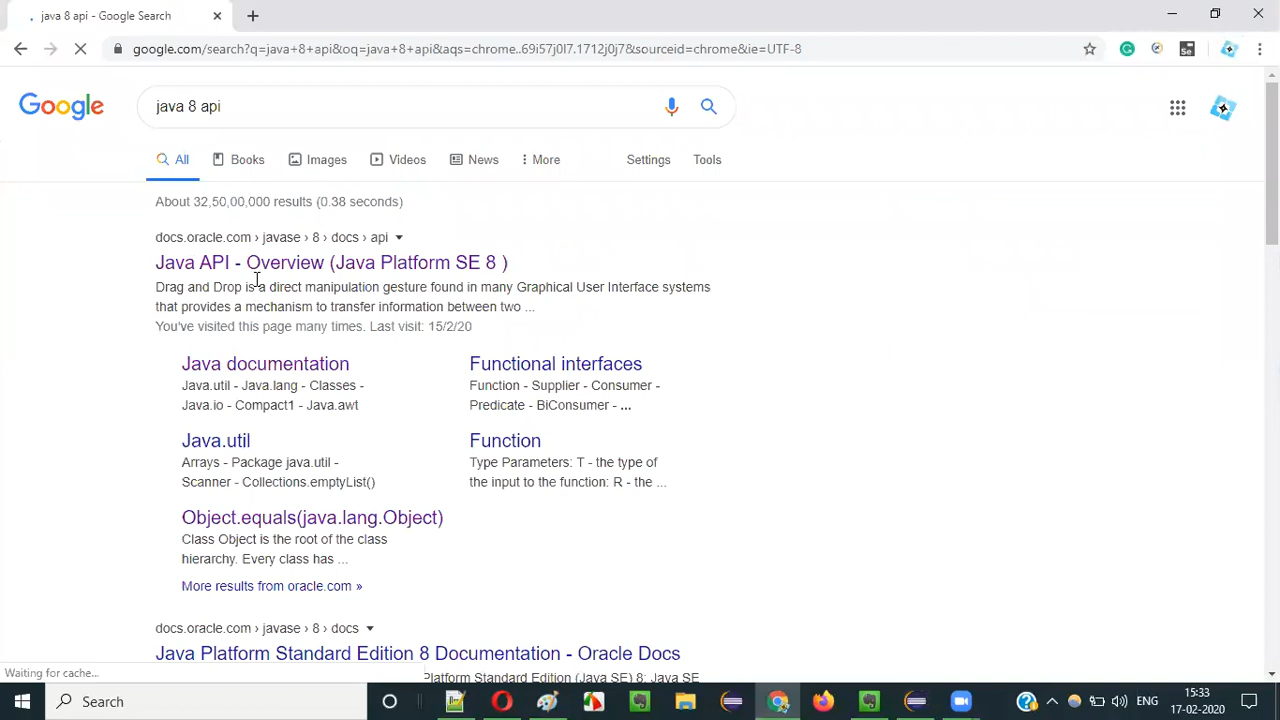 java 8 api - Google Search
google.com/search?q=java+8+api&oq=java+8+api&aqs=chrome..69i57j0l7.1712j0j7&sourceid=chrome&ie=UTF-8
Google
java 8 api
All
Books
Images
Videos
News
More
Settings
Tools
About 32,50,00,000 results (0.38 seconds)
docs.oracle.com › javase › 8 › docs › api
Java API - Overview (Java Platform SE 8 )
Drag and Drop is a direct manipulation gesture found in many Graphical User Interface systems
that provides a mechanism to transfer information between two ...
You've visited this page many times. Last visit: 15/2/20
Java documentation
Java.util - Java.lang - Classes -
Java.io - Compact1 - Java.awt
Functional interfaces
Function - Supplier - Consumer -
Predicate - BiConsumer - ...
Java.util
Arrays - Package java.util -
Scanner - Collections.emptyList()
Function
Type Parameters: T - the type of
the input to the function: R - the ...
Object.equals(java.lang.Object)
Class Object is the root of the class
hierarchy. Every class has ...
More results from oracle.com »
docs.oracle.com › javase › 8 › docs
Java Platform Standard Edition 8 Documentation - Oracle Docs
Platform Standard Edition (Java SE) 8: Java SE
Waiting for cache...
Search
ENG
15:33
17-02-2020
Se